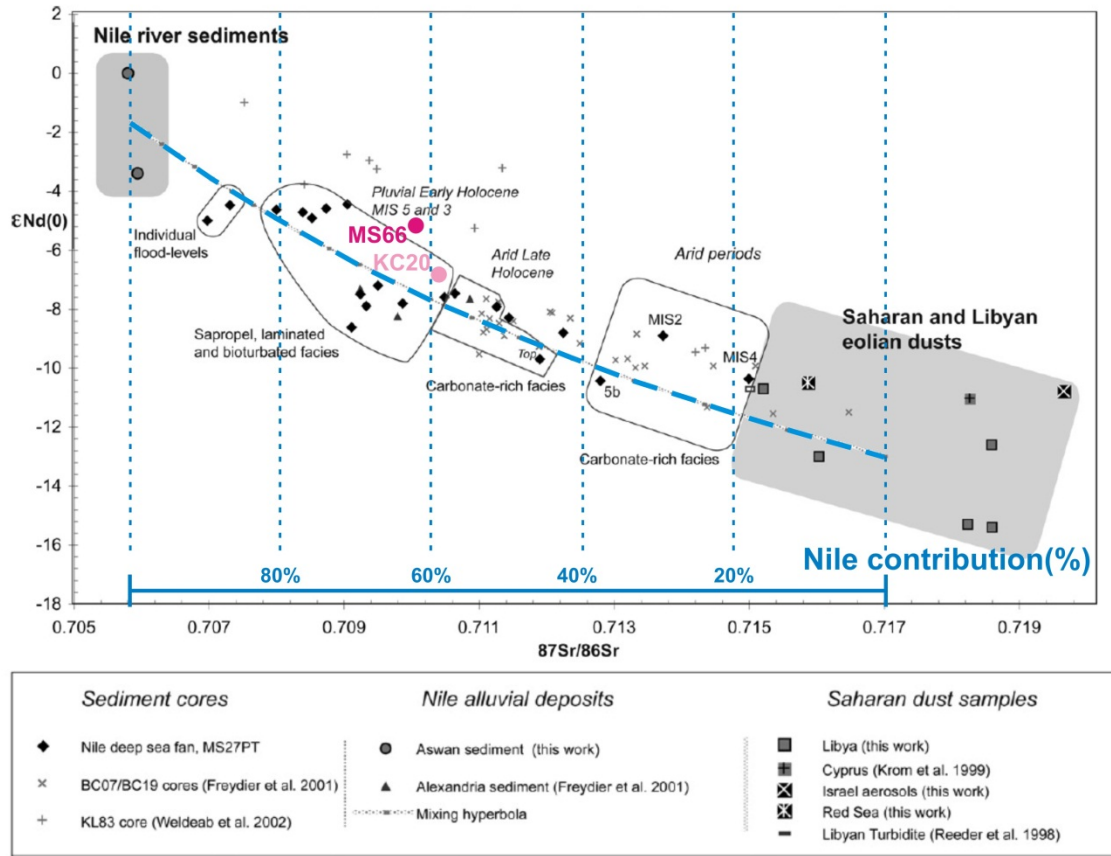 2
0
-2
-4
-6
-8
-10
-12
-14
-16
-18
εNd(0)
Nile river sediments
Individual
flood-levels
Pluvial Early Holocene
MIS 5 and 3
MS66
KC20
Arid Late
Holocene
Arid periods
Sapropel, laminated
and bioturbated facies
Top
Carbonate-rich facies
MIS2
MIS4
5b
Carbonate-rich facies
Saharan and Libyan
eolian dusts
Nile contribution(%)
80% 60% 40% 20%
0.705 0.707 0.709 0.711 0.713 0.715 0.717 0.719
87Sr/86Sr
Sediment cores
Nile deep sea fan, MS27PT
BC07/BC19 cores (Freydier et al. 2001)
KL83 core (Weldeab et al. 2002)
Nile alluvial deposits
Aswan sediment (this work)
Alexandria sediment (Freydier et al. 2001)
Mixing hyperbola
Saharan dust samples
Libya (this work)
Cyprus (Krom et al. 1999)
Israel aerosols (this work)
Red Sea (this work)
Libyan Turbidite (Reeder et al. 1998)